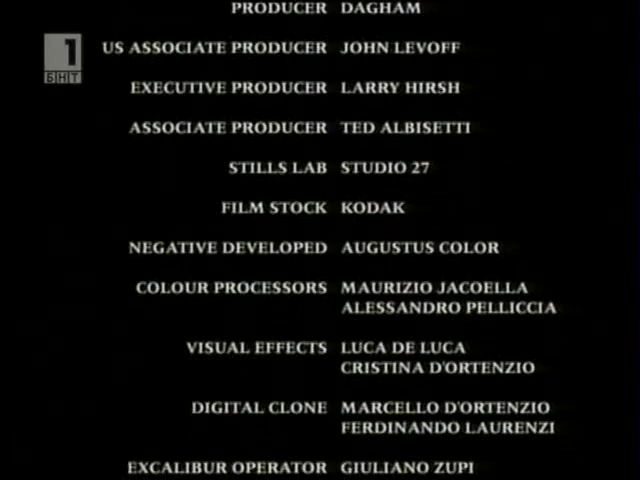 PRODUCER DAGHAM
1
БНТ
US ASSOCIATE PRODUCER JOHN LEVOFF
EXECUTIVE PRODUCER LARRY HIRSH
ASSOCIATE PRODUCER TED ALBISETTI
STILLS LAB STUDIO 27
FILM STOCK KODAK
NEGATIVE DEVELOPED AUGUSTUS COLOR
COLOUR PROCESSORS MAURIZIO JACOELLA
ALESSANDRO PELLICCIA
VISUAL EFFECTS LUCA DE LUCA
CRISTINA D'ORTENZIO
DIGITAL CLONE MARCELLO D'ORTENZIO
FERDINANDO LAURENZI
EXCALIBUR OPERATOR GIULIANO ZUPI